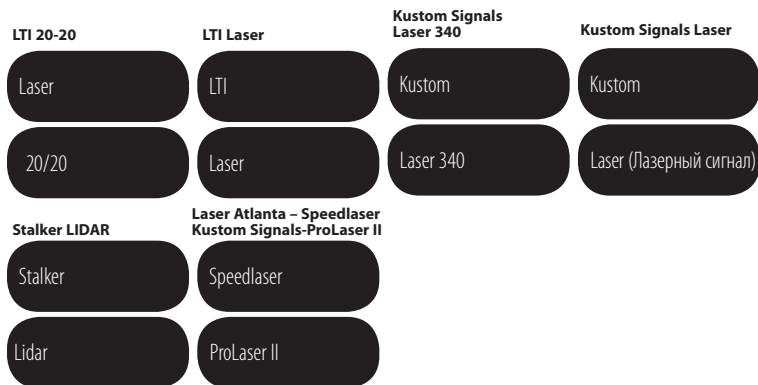 LTI 20-20
Laser
20/20
LTI Laser
LTI
Laser
Kustom Signals
Laser 340
Kustom
Laser 340
Kustom Signals Laser
Kustom
Laser (Лазерный сигнал)
Stalker LIDAR
Stalker
Lidar
Laser Atlanta – Speedlaser
Kustom Signals-ProLaser II
Speedlaser
ProLaser II